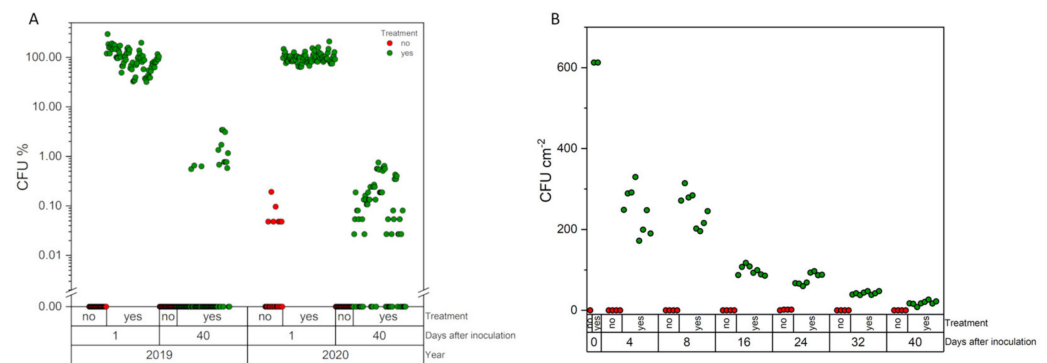 A
Treatment
no
yes
CFU %
100.00
10.00
1.00
0.10
0.01
0.00
no yes no yes no yes no yes Treatment
1 40 1 40 Days after inoculation
2019 2020 Year
B
CFU cm-2
600
400
200
0
no yes no yes no yes no yes no yes no yes no yes Treatment
0 4 8 16 24 32 40 Days after inoculation